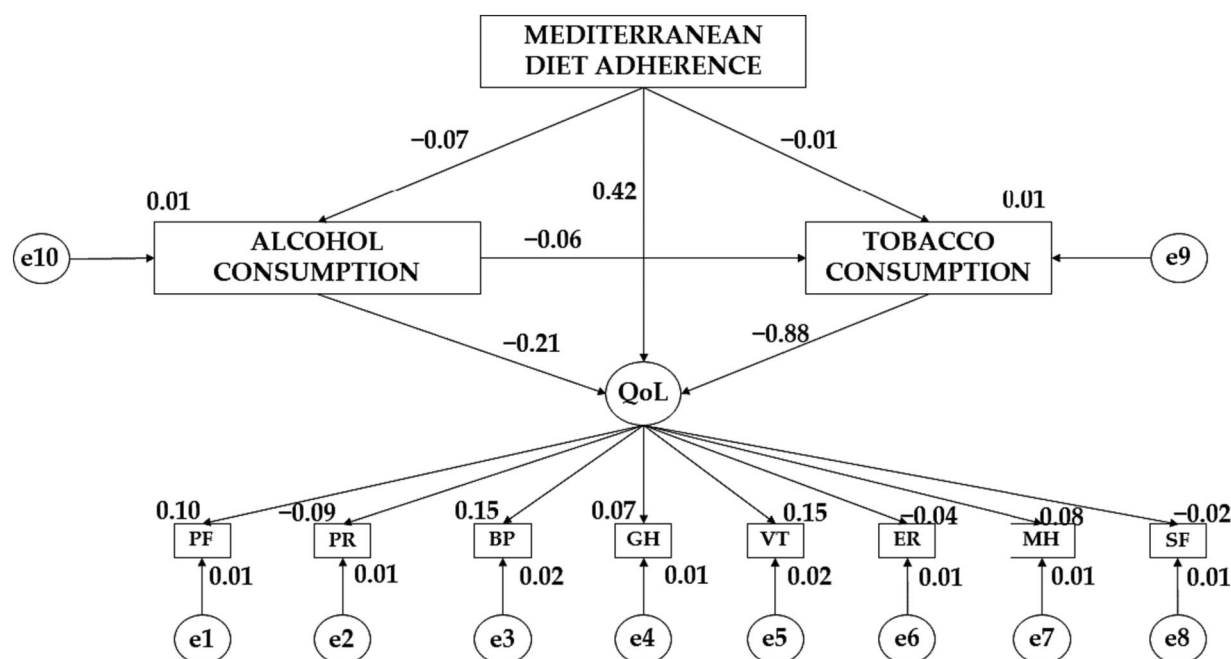 MEDITERRANEAN
DIET ADHERENCE
−0.07
−0.01
0.42
0.01
0.01
e10
ALCOHOL
CONSUMPTION
−0.06
TOBACCO
CONSUMPTION
e9
−0.21
−0.88
QoL
0.10
−0.09
0.15
0.07
0.15
−0.04
−0.08
−0.02
PF
PR
BP
GH
VT
ER
MH
SF
0.01
0.01
0.02
0.01
0.02
0.01
0.01
0.01
e1
e2
e3
e4
e5
e6
e7
e8